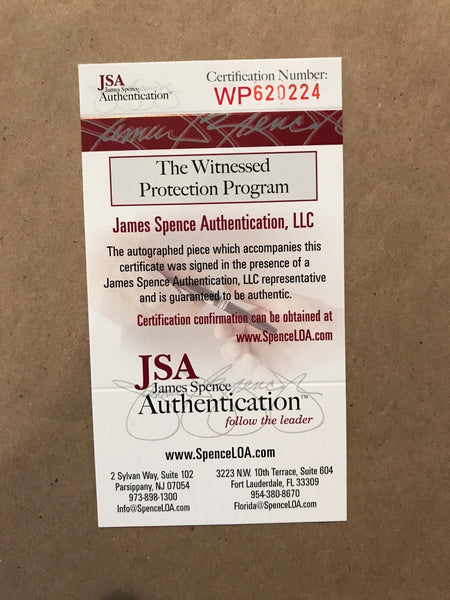 JSA
James Spence
Authentication™
Certification Number:
WP620224
The Witnessed
Protection Program
James Spence Authentication, LLC
The autographed piece which accompanies this
certificate was signed in the presence of a
James Spence Authentication, LLC representative
and is guaranteed to be authentic.
Certification confirmation can be obtained at
www.SpenceLOA.com
JSA
James Spence
Authentication™
follow the leader
www.SpenceLOA.com
2 Sylvan Way, Suite 102
Parsippany, NJ 07054
973-898-1300
Info@SpenceLOA.com
3223 N.W. 10th Terrace, Suite 604
Fort Lauderdale, FL 33309
954-380-8670
Florida@SpenceLOA.com